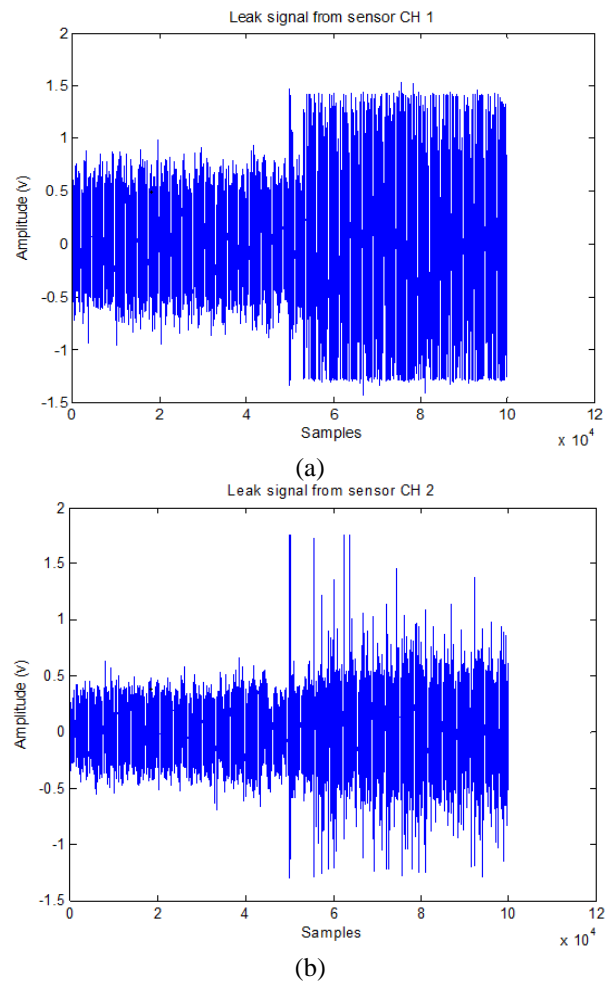 Leak signal from sensor CH 1
2
1.5
1
0.5
0
-0.5
-1
-1.5
Amplitude (v)
0 2 4 6 8 10 12
Samples
x 10^4
(a)
Leak signal from sensor CH 2
2
1.5
1
0.5
0
-0.5
-1
-1.5
Amplitude (v)
0 2 4 6 8 10 12
Samples
x 10^4
(b)